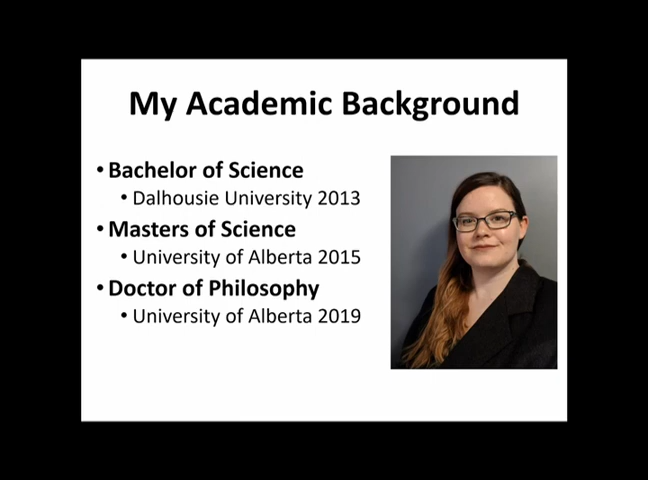 My Academic Background
• Bachelor of Science
• Dalhousie University 2013
• Masters of Science
• University of Alberta 2015
• Doctor of Philosophy
• University of Alberta 2019